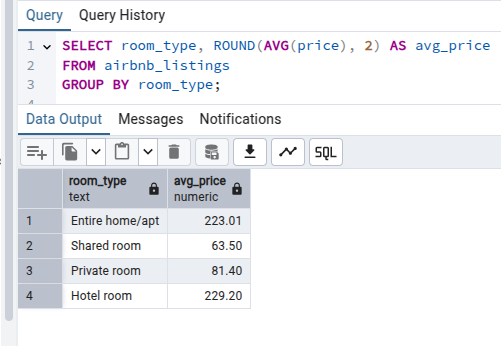 Query Query History
1 SELECT room_type, ROUND(AVG(price), 2) AS avg_price
2 FROM airbnb_listings
3 GROUP BY room_type;
4
Data Output Messages Notifications
SQL
room_type avg_price
text numeric
1 Entire home/apt 223.01
2 Shared room 63.50
3 Private room 81.40
4 Hotel room 229.20